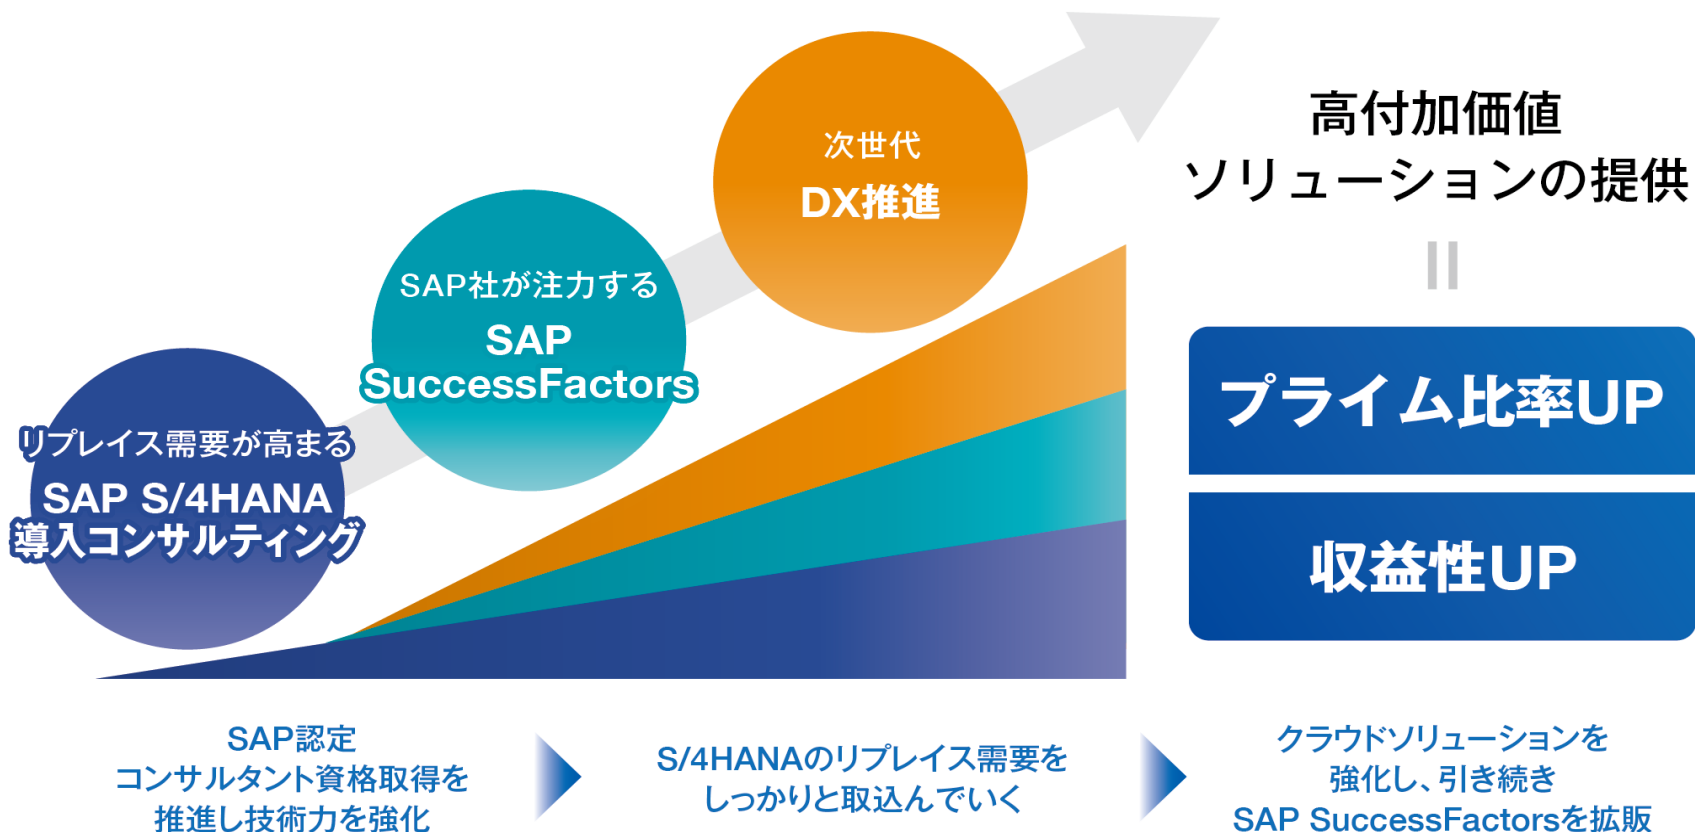 リプレイス需要が高まる
SAP S/4HANA
導入コンサルティング
SAP社が注力する
SAP
SuccessFactors
次世代
DX推進
高付加価値
ソリューションの提供
プライム比率UP
収益性UP
SAP認定
コンサルタント資格取得を
推進し技術力を強化
S/4HANAのリプレイス需要を
しっかりと取込んでいく
クラウドソリューションを
強化し、引き続き
SAP SuccessFactorsを拡販